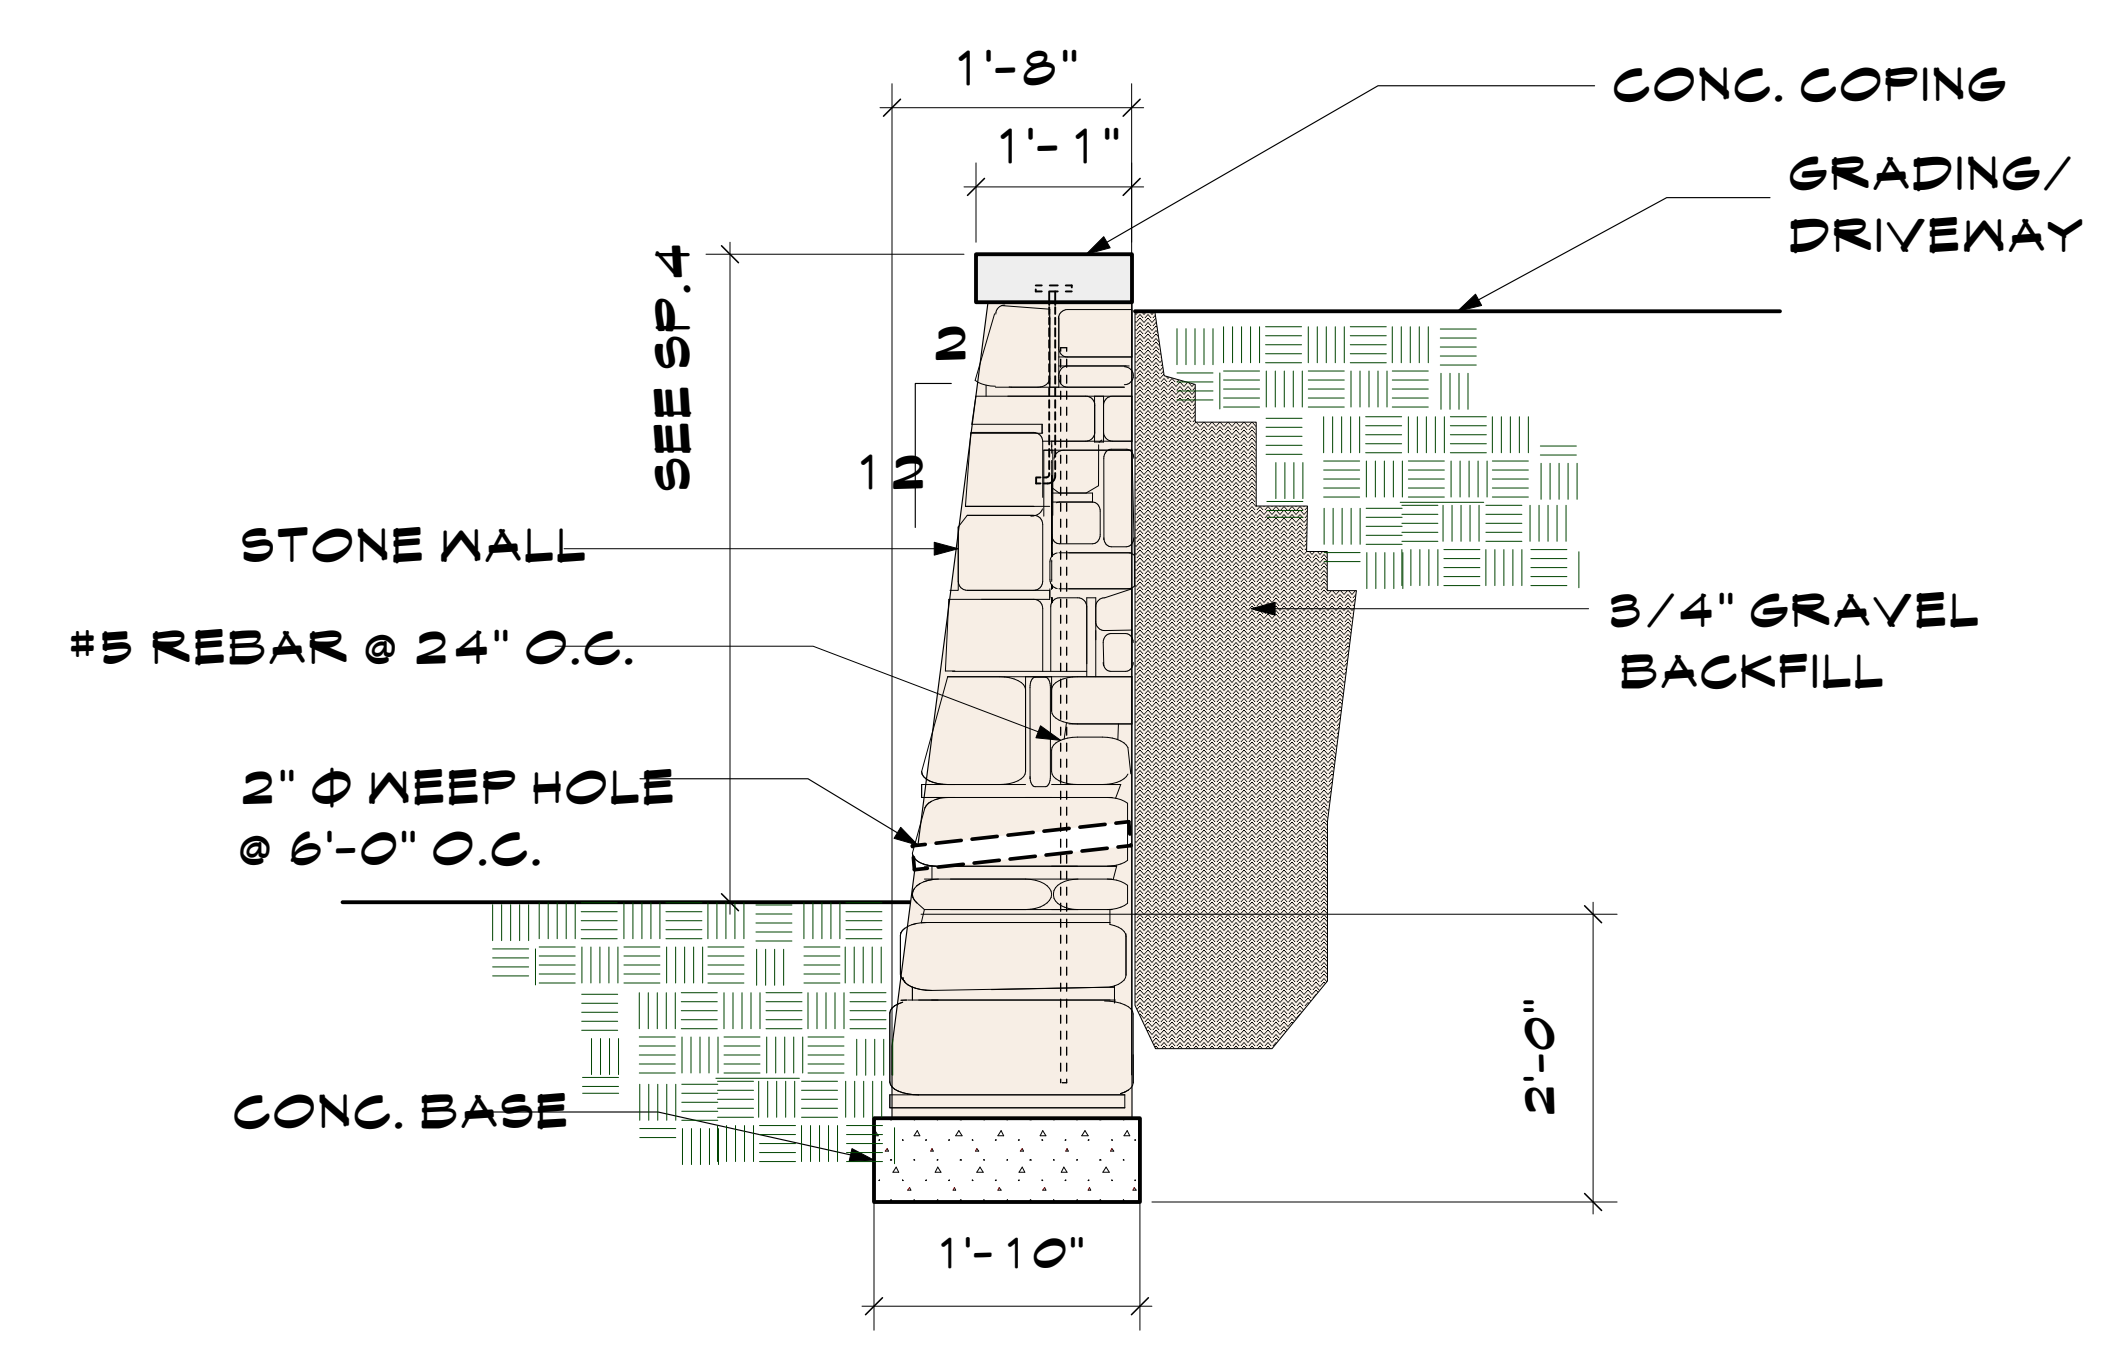 1'-8"
CONC. COPING
1'-1"
GRADING/
DRIVEWAY
SEE SP.4
2
12
STONE WALL
3/4" GRAVEL
BACKFILL
#5 REBAR @ 24" O.C.
2" Φ WEEP HOLE
@ 6'-0" O.C.
2'-0"
CONC. BASE
1'-10"